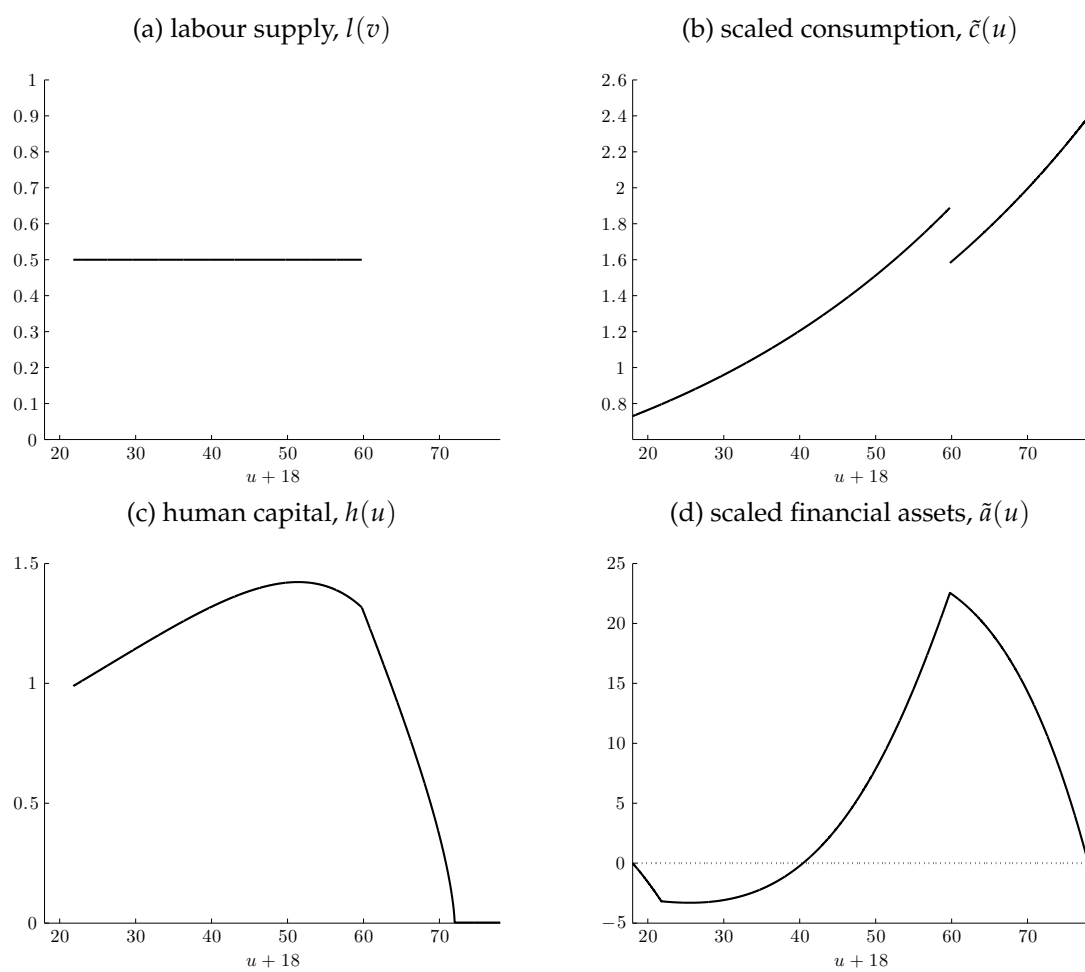 (a) labour supply, l(v)
1
0.9
0.8
0.7
0.6
0.5
0.4
0.3
0.2
0.1
0
20 30 40 50 60 70
u + 18
(b) scaled consumption, c̃(u)
2.6
2.4
2.2
2
1.8
1.6
1.4
1.2
1
0.8
20 30 40 50 60 70
u + 18
(c) human capital, h(u)
1.5
1
0.5
0
20 30 40 50 60 70
u + 18
(d) scaled financial assets, ã(u)
25
20
15
10
5
0
−5
20 30 40 50 60 70
u + 18